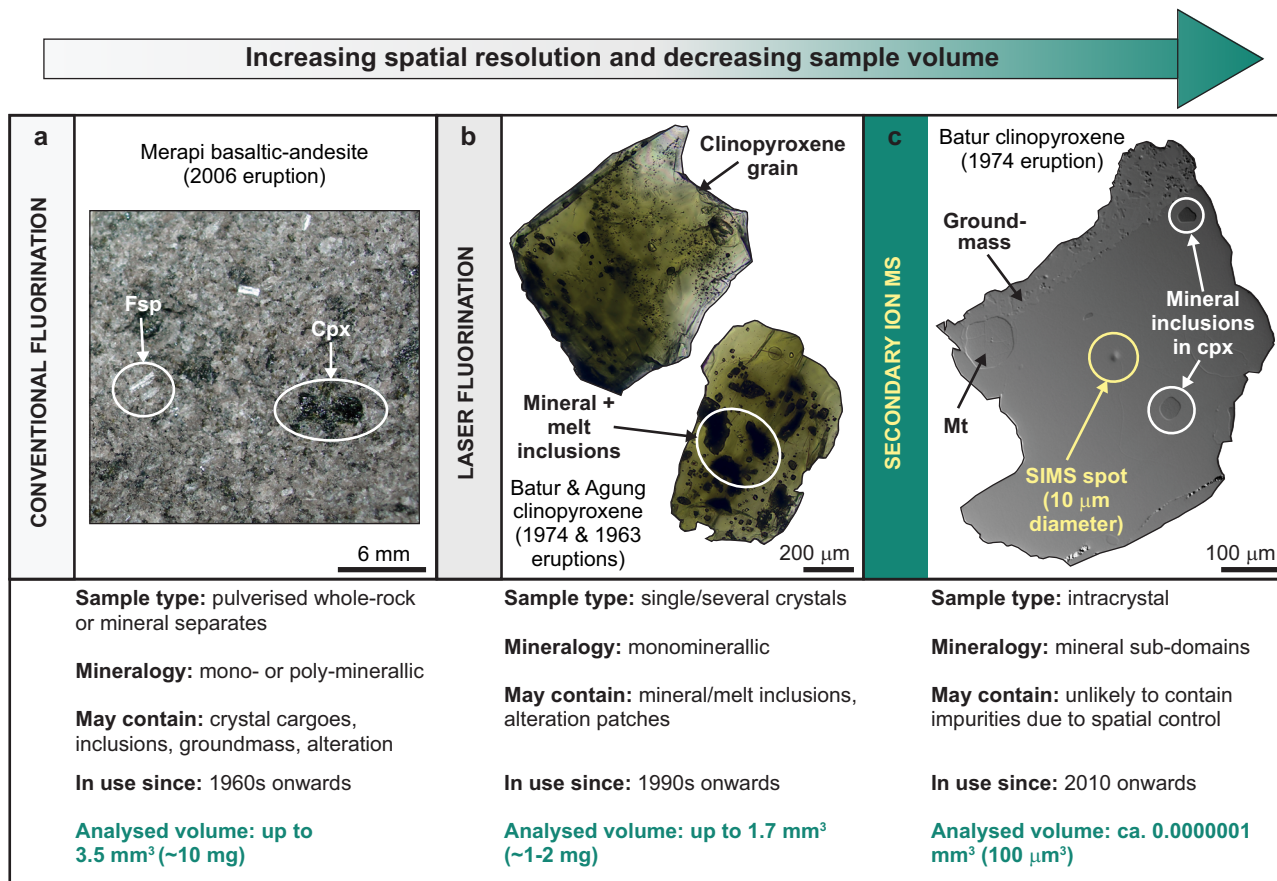 Increasing spatial resolution and decreasing sample volume
a
CONVENTIONAL FLUORINATION
Merapi basaltic-andesite
(2006 eruption)
Fsp
Cpx
6 mm
b
LASER FLUORINATION
Clinopyroxene
grain
Mineral +
melt
inclusions
Batur & Agung
clinopyroxene
(1974 & 1963
eruptions)
200 μm
c
SECONDARY ION MS
Batur clinopyroxene
(1974 eruption)
Ground-
mass
Mineral
inclusions
in cpx
Mt
SIMS spot
(10 μm
diameter)
100 μm
Sample type: pulverised whole-rock
or mineral separates
Mineralogy: mono- or poly-minerallic
May contain: crystal cargoes,
inclusions, groundmass, alteration
In use since: 1960s onwards
Analysed volume: up to
3.5 mm³ (~10 mg)
Sample type: single/several crystals
Mineralogy: monominerallic
May contain: mineral/melt inclusions,
alteration patches
In use since: 1990s onwards
Analysed volume: up to 1.7 mm³
(~1-2 mg)
Sample type: intracrystal
Mineralogy: mineral sub-domains
May contain: unlikely to contain
impurities due to spatial control
In use since: 2010 onwards
Analysed volume: ca. 0.0000001
mm³ (100 μm³)